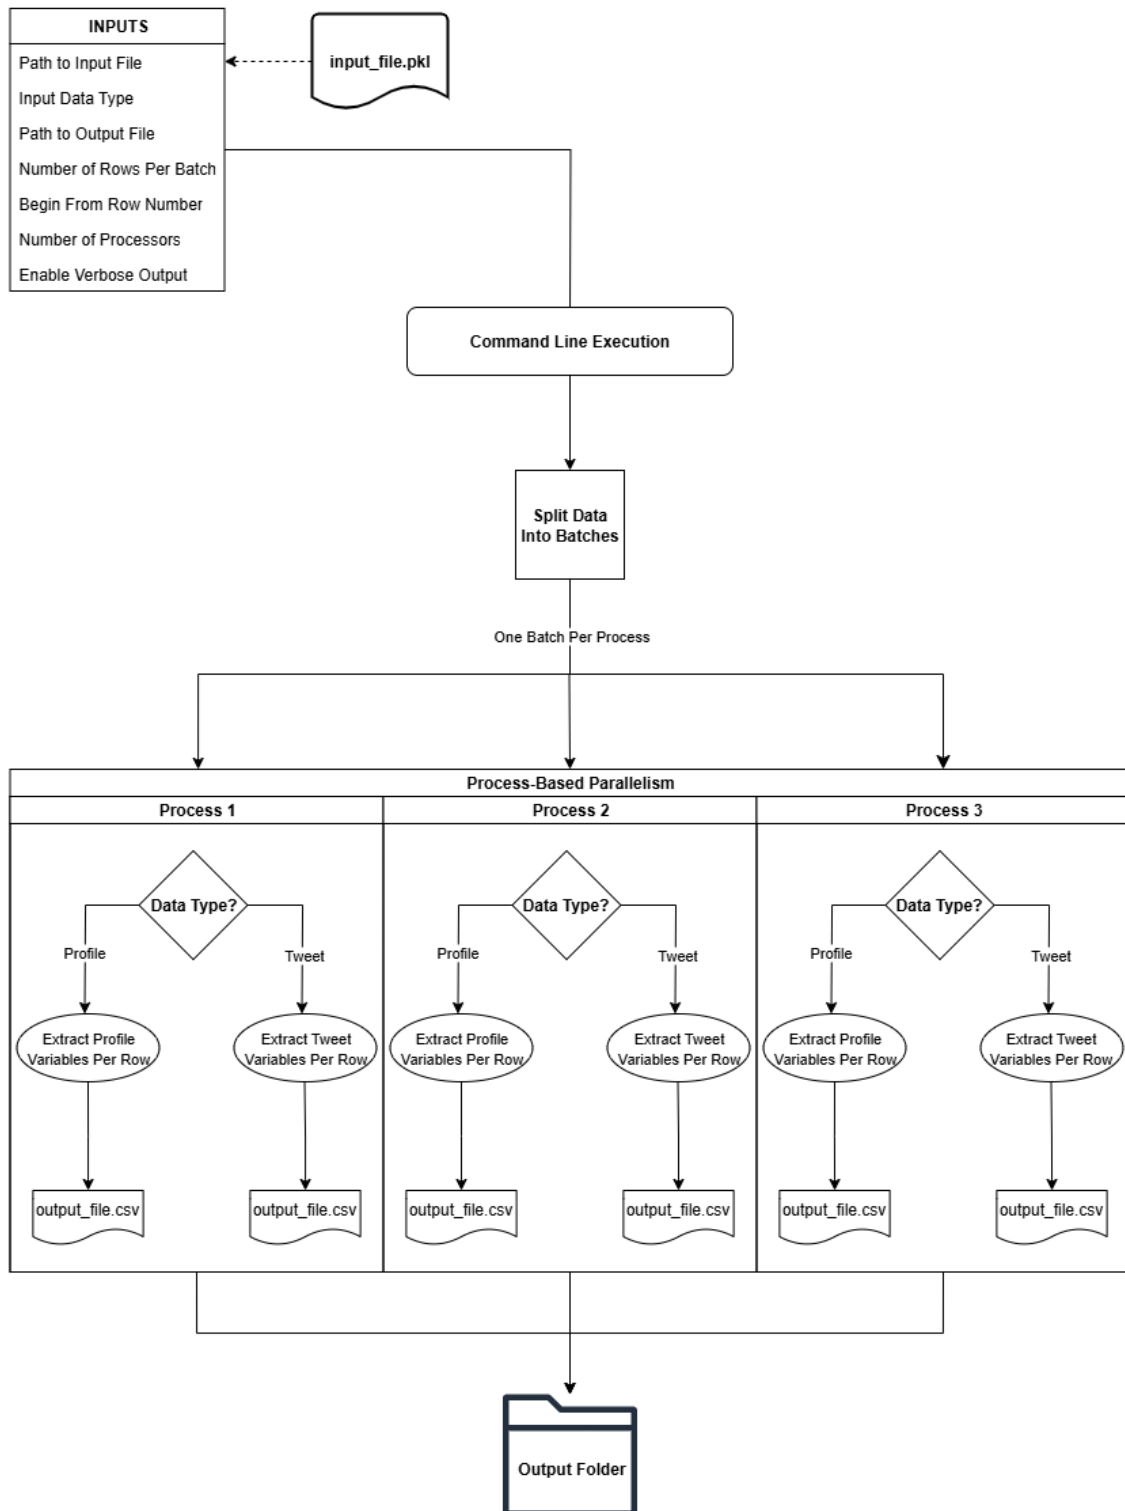 INPUTS
Path to Input File
Input Data Type
Path to Output File
Number of Rows Per Batch
Begin From Row Number
Number of Processors
Enable Verbose Output
input_file.pkl
Command Line Execution
Split Data
Into Batches
One Batch Per Process
Process-Based Parallelism
Process 1
Data Type?
Profile
Tweet
Extract Profile
Variables Per Row
Extract Tweet
Variables Per Row
output_file.csv
output_file.csv
Process 2
Data Type?
Profile
Tweet
Extract Profile
Variables Per Row
Extract Tweet
Variables Per Row
output_file.csv
output_file.csv
Process 3
Data Type?
Profile
Tweet
Extract Profile
Variables Per Row
Extract Tweet
Variables Per Row
output_file.csv
output_file.csv
Output Folder